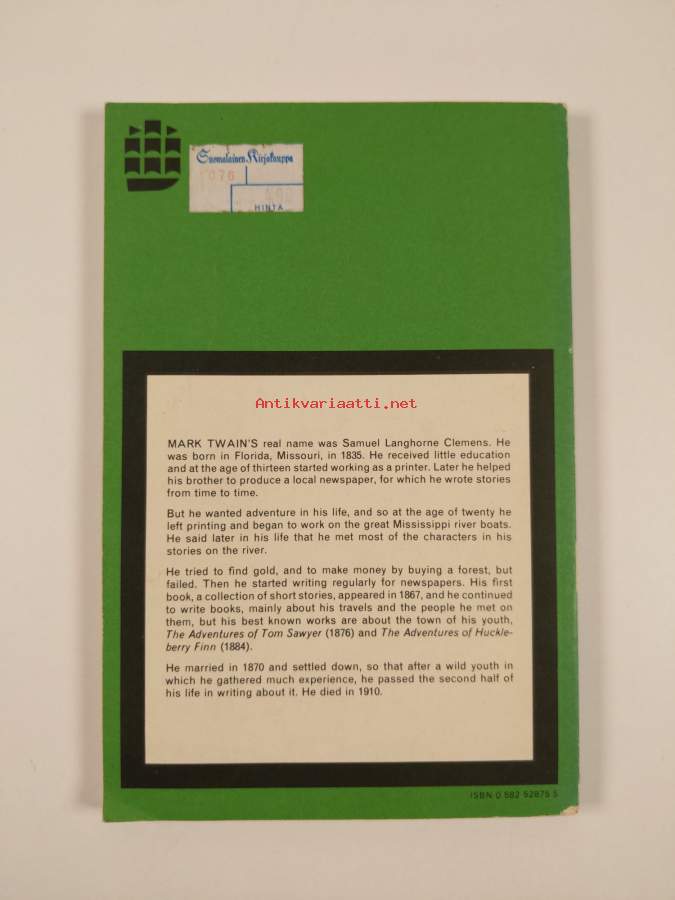 Suomalainen Kirjakauppa
076
HINTA
Antikvariaatti.net
MARK TWAIN'S real name was Samuel Langhorne Clemens. He
was born in Florida, Missouri, in 1835. He received little education
and at the age of thirteen started working as a printer. Later he helped
his brother to produce a local newspaper, for which he wrote stories
from time to time.
But he wanted adventure in his life, and so at the age of twenty he
left printing and began to work on the great Mississippi river boats.
He said later in his life that he met most of the characters in his
stories on the river.
He tried to find gold, and to make money by buying a forest, but
failed. Then he started writing regularly for newspapers. His first
book, a collection of short stories, appeared in 1867, and he continued
to write books, mainly about his travels and the people he met on
them, but his best known works are about the town of his youth,
The Adventures of Tom Sawyer (1876) and The Adventures of Huckle-
berry Finn (1884).
He married in 1870 and settled down, so that after a wild youth in
which he gathered much experience, he passed the second half of
his life in writing about it. He died in 1910.
ISBN 0 582 52875 5